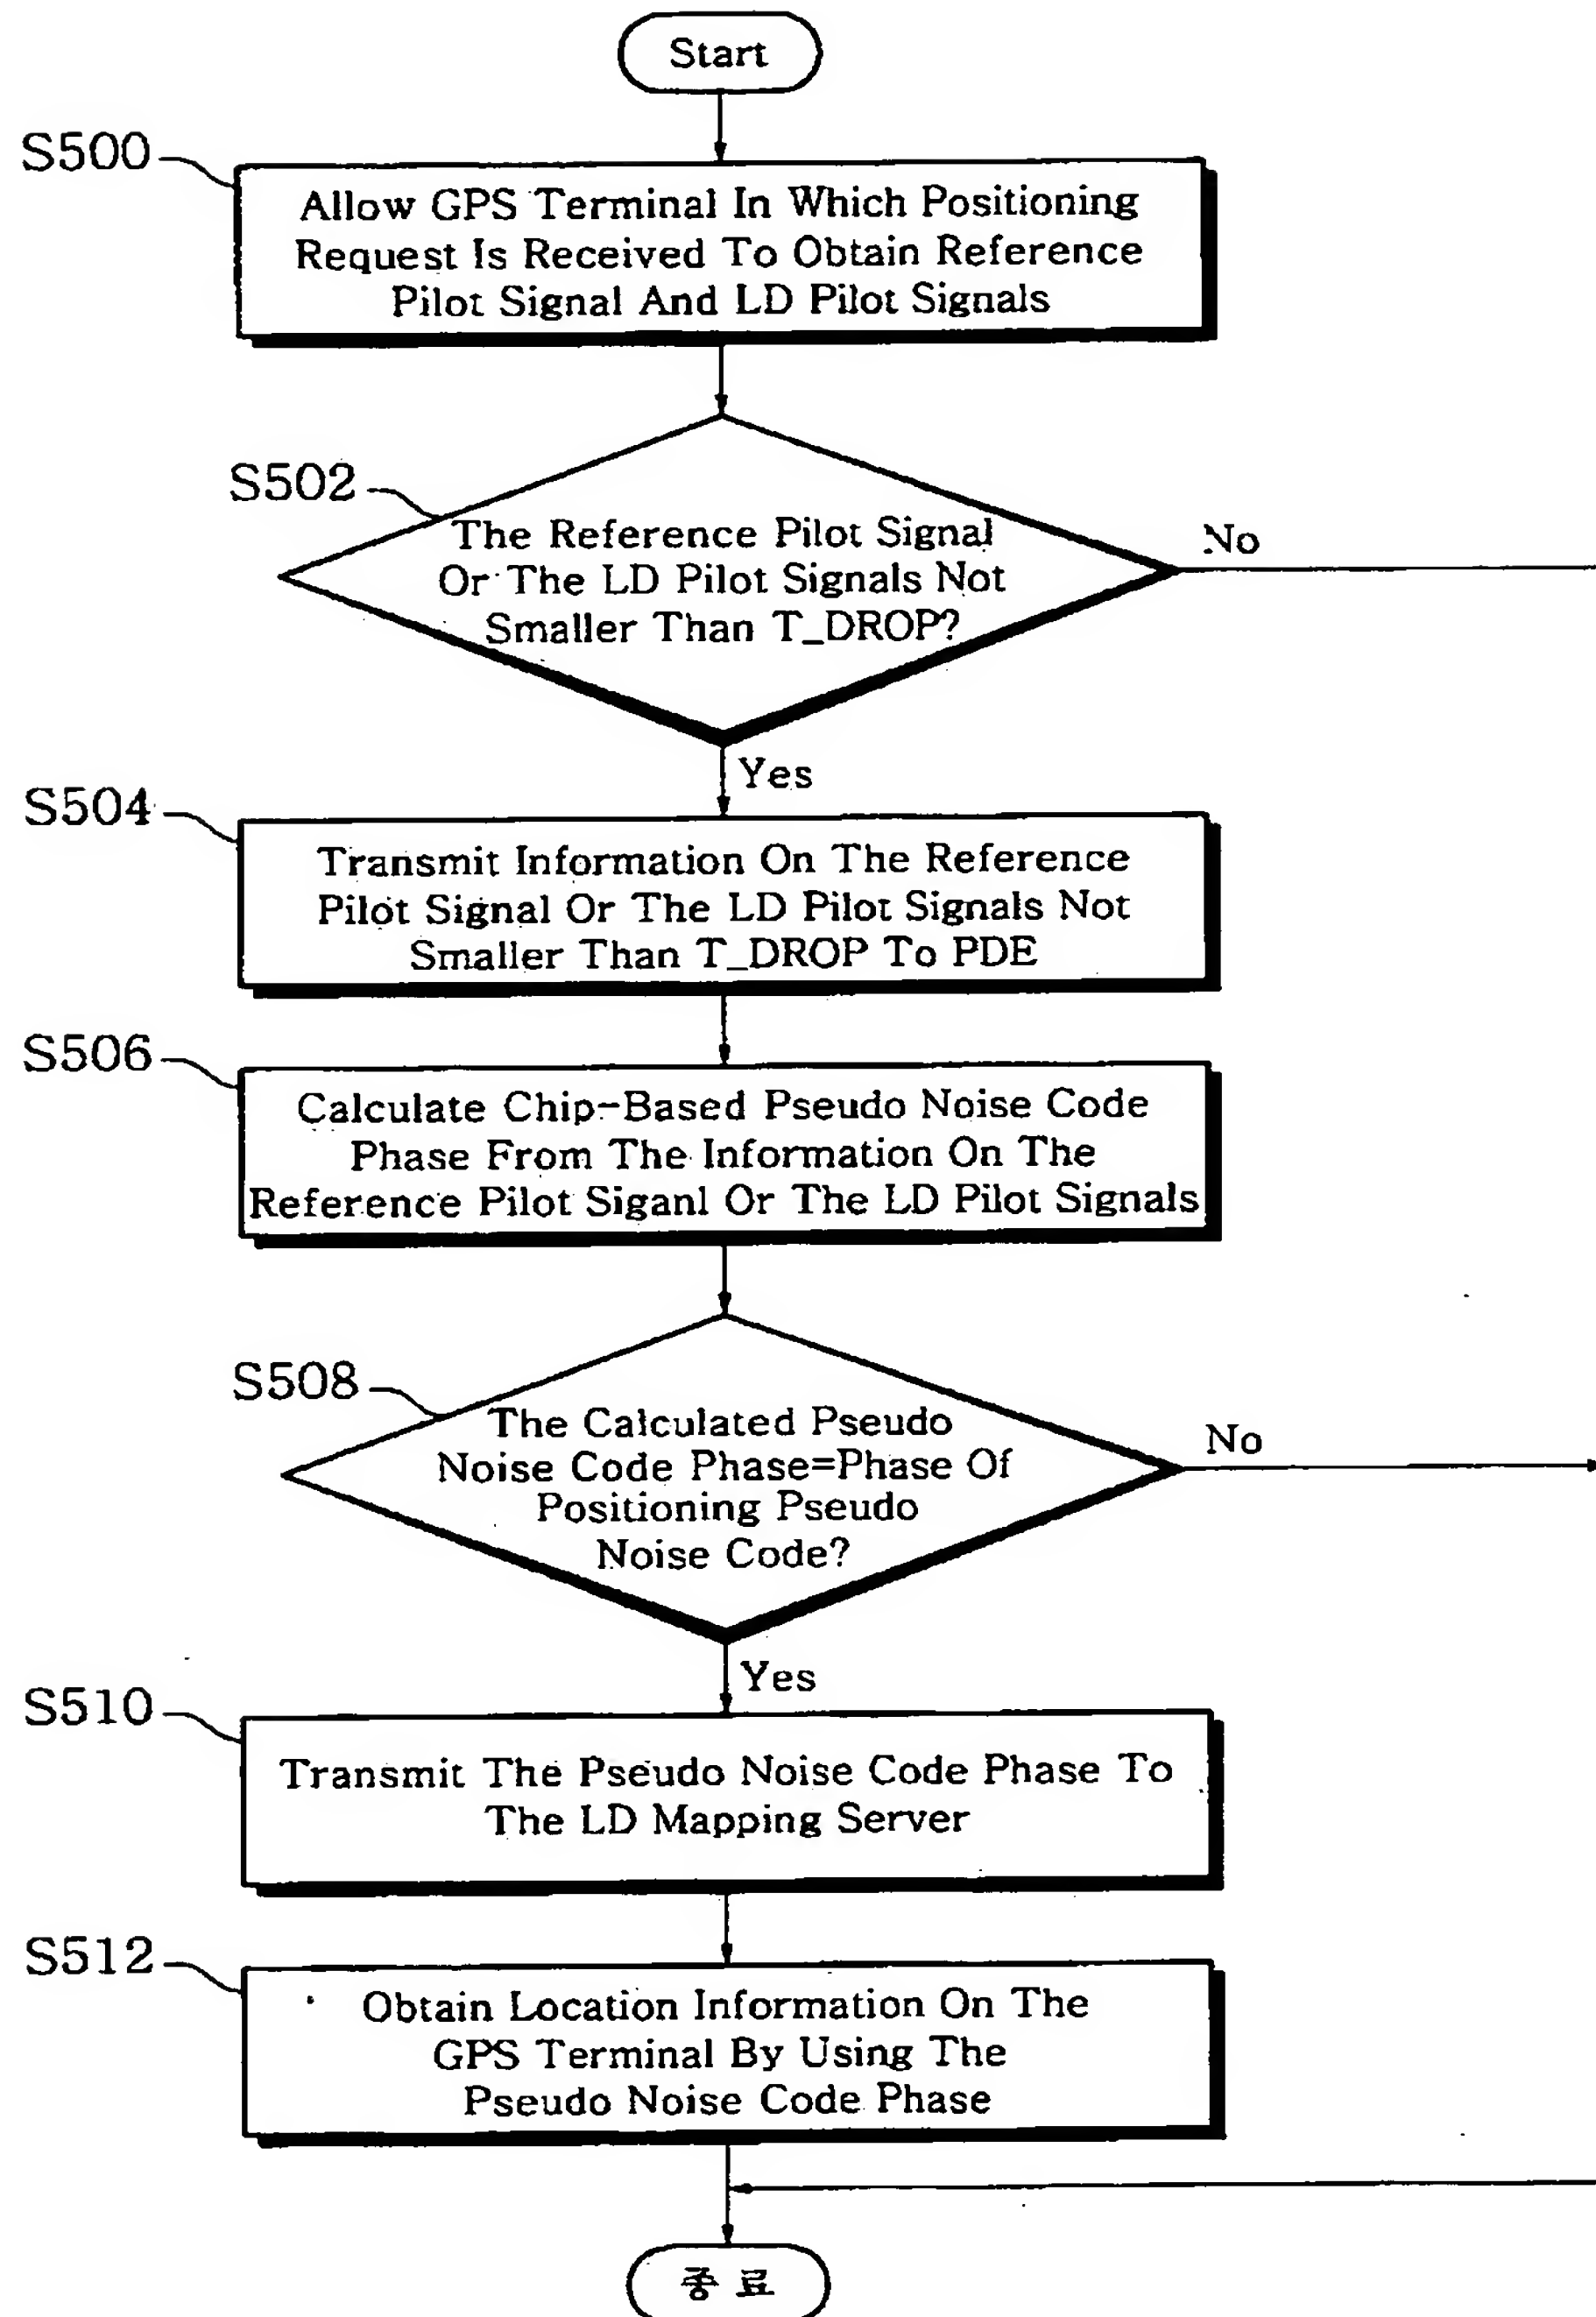 Start
S500
Allow GPS Terminal In Which Positioning
Request Is Received To Obtain Reference
Pilot Signal And LD Pilot Signals
S502
The Reference Pilot Signal
Or The LD Pilot Signals Not
Smaller Than T_DROP?
No
Yes
S504
Transmit Information On The Reference
Pilot Signal Or The LD Pilot Signals Not
Smaller Than T_DROP To PDE
S506
Calculate Chip-Based Pseudo Noise Code
Phase From The Information On The
Reference Pilot Siganl Or The LD Pilot Signals
S508
The Calculated Pseudo
Noise Code Phase=Phase Of
Positioning Pseudo
Noise Code?
No
Yes
S510
Transmit The Pseudo Noise Code Phase To
The LD Mapping Server
S512
Obtain Location Information On The
GPS Terminal By Using The
Pseudo Noise Code Phase
종료